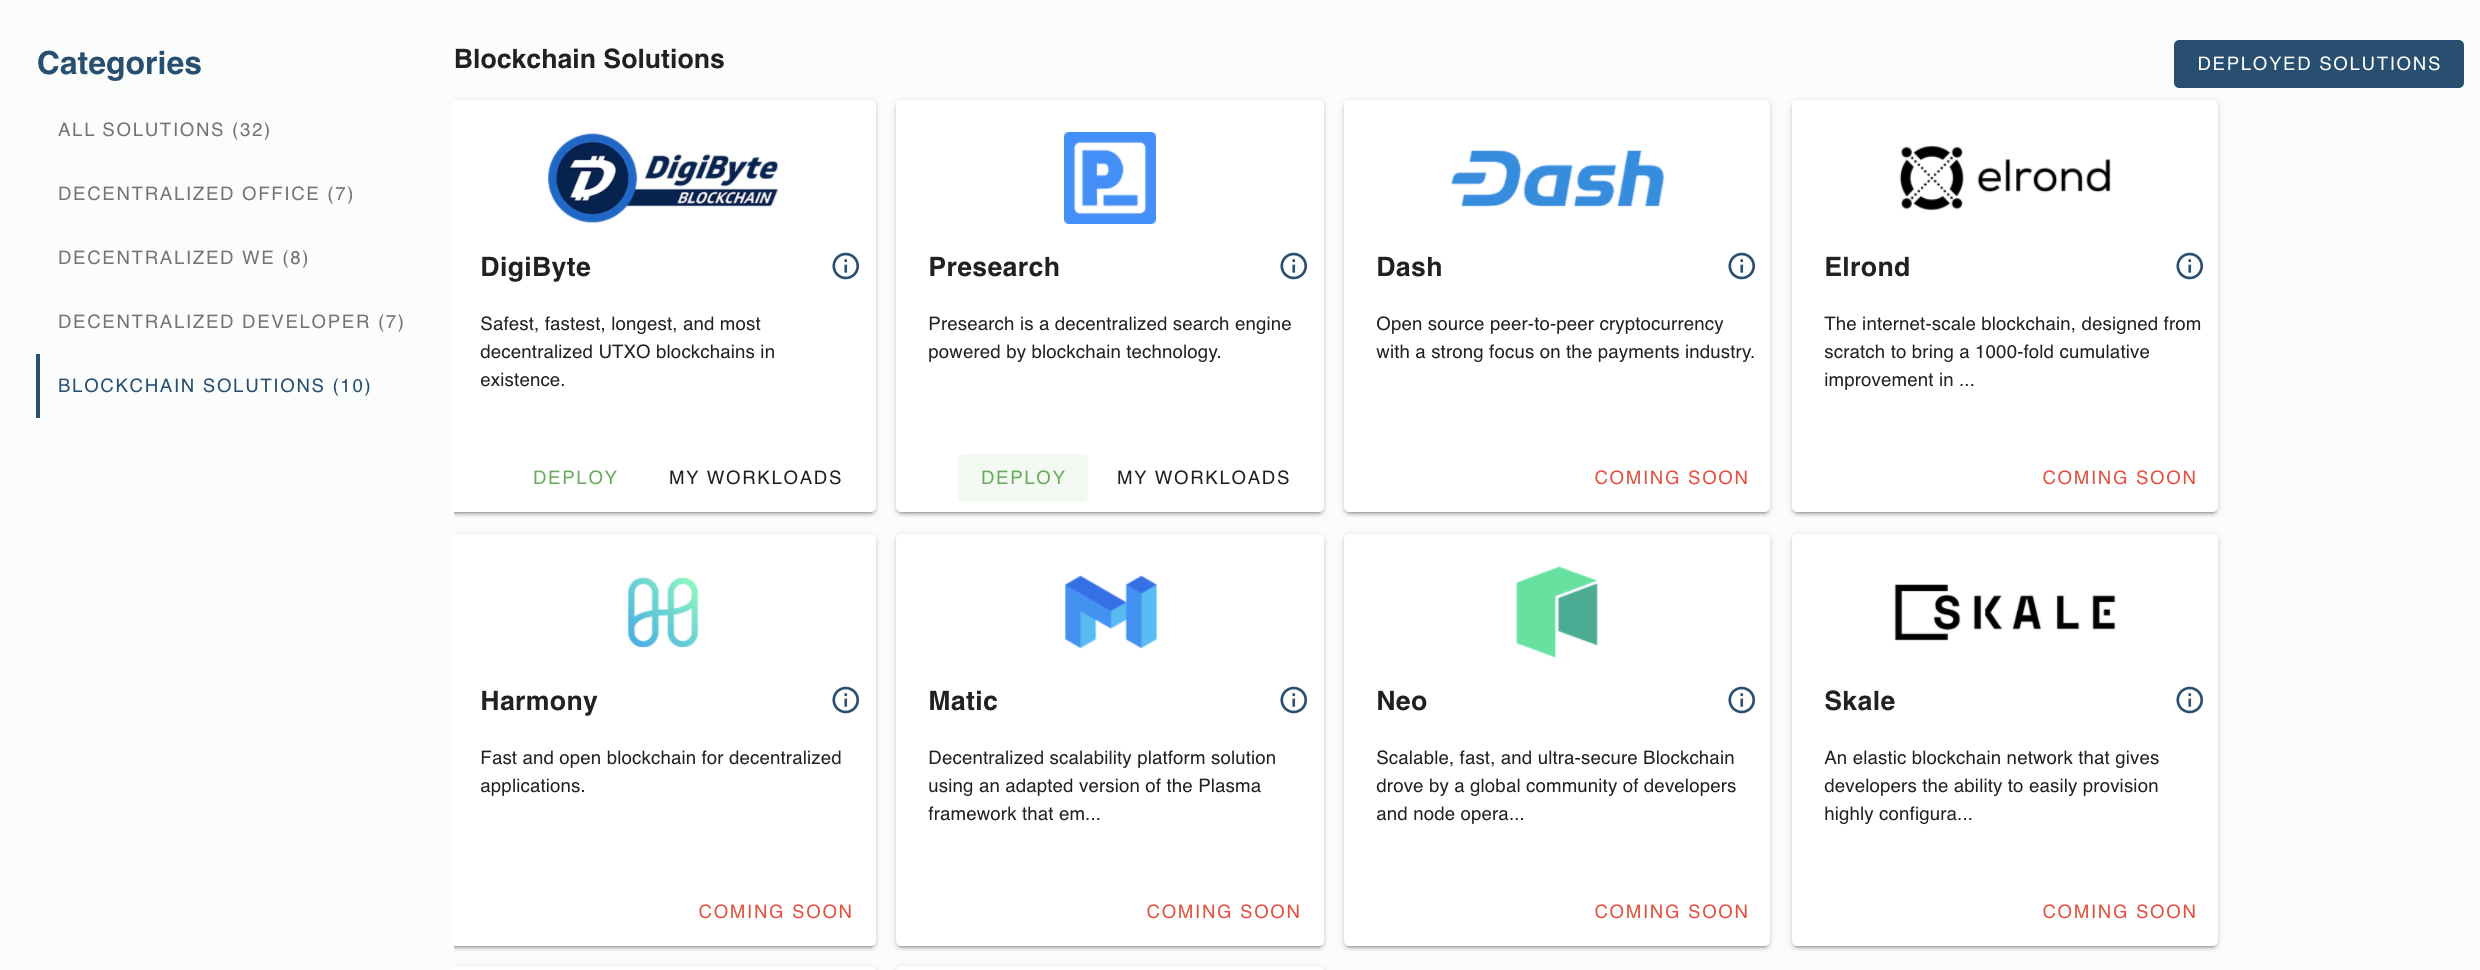 Categories
ALL SOLUTIONS (32)
DECENTRALIZED OFFICE (7)
DECENTRALIZED WE (8)
DECENTRALIZED DEVELOPER (7)
BLOCKCHAIN SOLUTIONS (10)
Blockchain Solutions
DEPLOYED SOLUTIONS
DigiByte
BLOCKCHAIN
DigiByte
Safest, fastest, longest, and most
decentralized UTXO blockchains in
existence.
DEPLOY MY WORKLOADS
P
Presearch
Presearch is a decentralized search engine
powered by blockchain technology.
DEPLOY MY WORKLOADS
Dash
Dash
Open source peer-to-peer cryptocurrency
with a strong focus on the payments industry.
COMING SOON
elrond
Elrond
The internet-scale blockchain, designed from
scratch to bring a 1000-fold cumulative
improvement in ...
COMING SOON
Harmony
Fast and open blockchain for decentralized
applications.
COMING SOON
Matic
Decentralized scalability platform solution
using an adapted version of the Plasma
framework that em...
COMING SOON
Neo
Scalable, fast, and ultra-secure Blockchain
drove by a global community of developers
and node opera...
COMING SOON
SKALE
Skale
An elastic blockchain network that gives
developers the ability to easily provision
highly configura...
COMING SOON